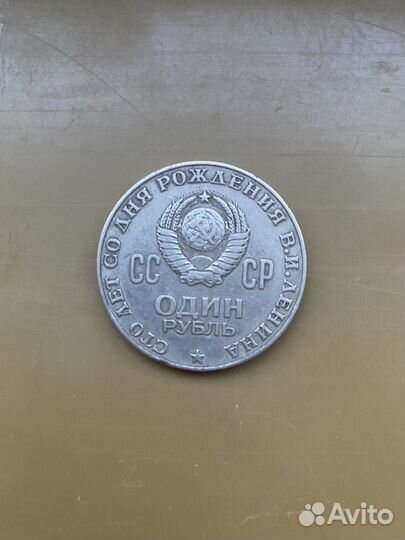 СТО ЛЕТ СО ДНЯ РОЖДЕНИЯ В.И. ЛЕНИНА
СС СР
ОДИН
РУБЛЬ
Avito